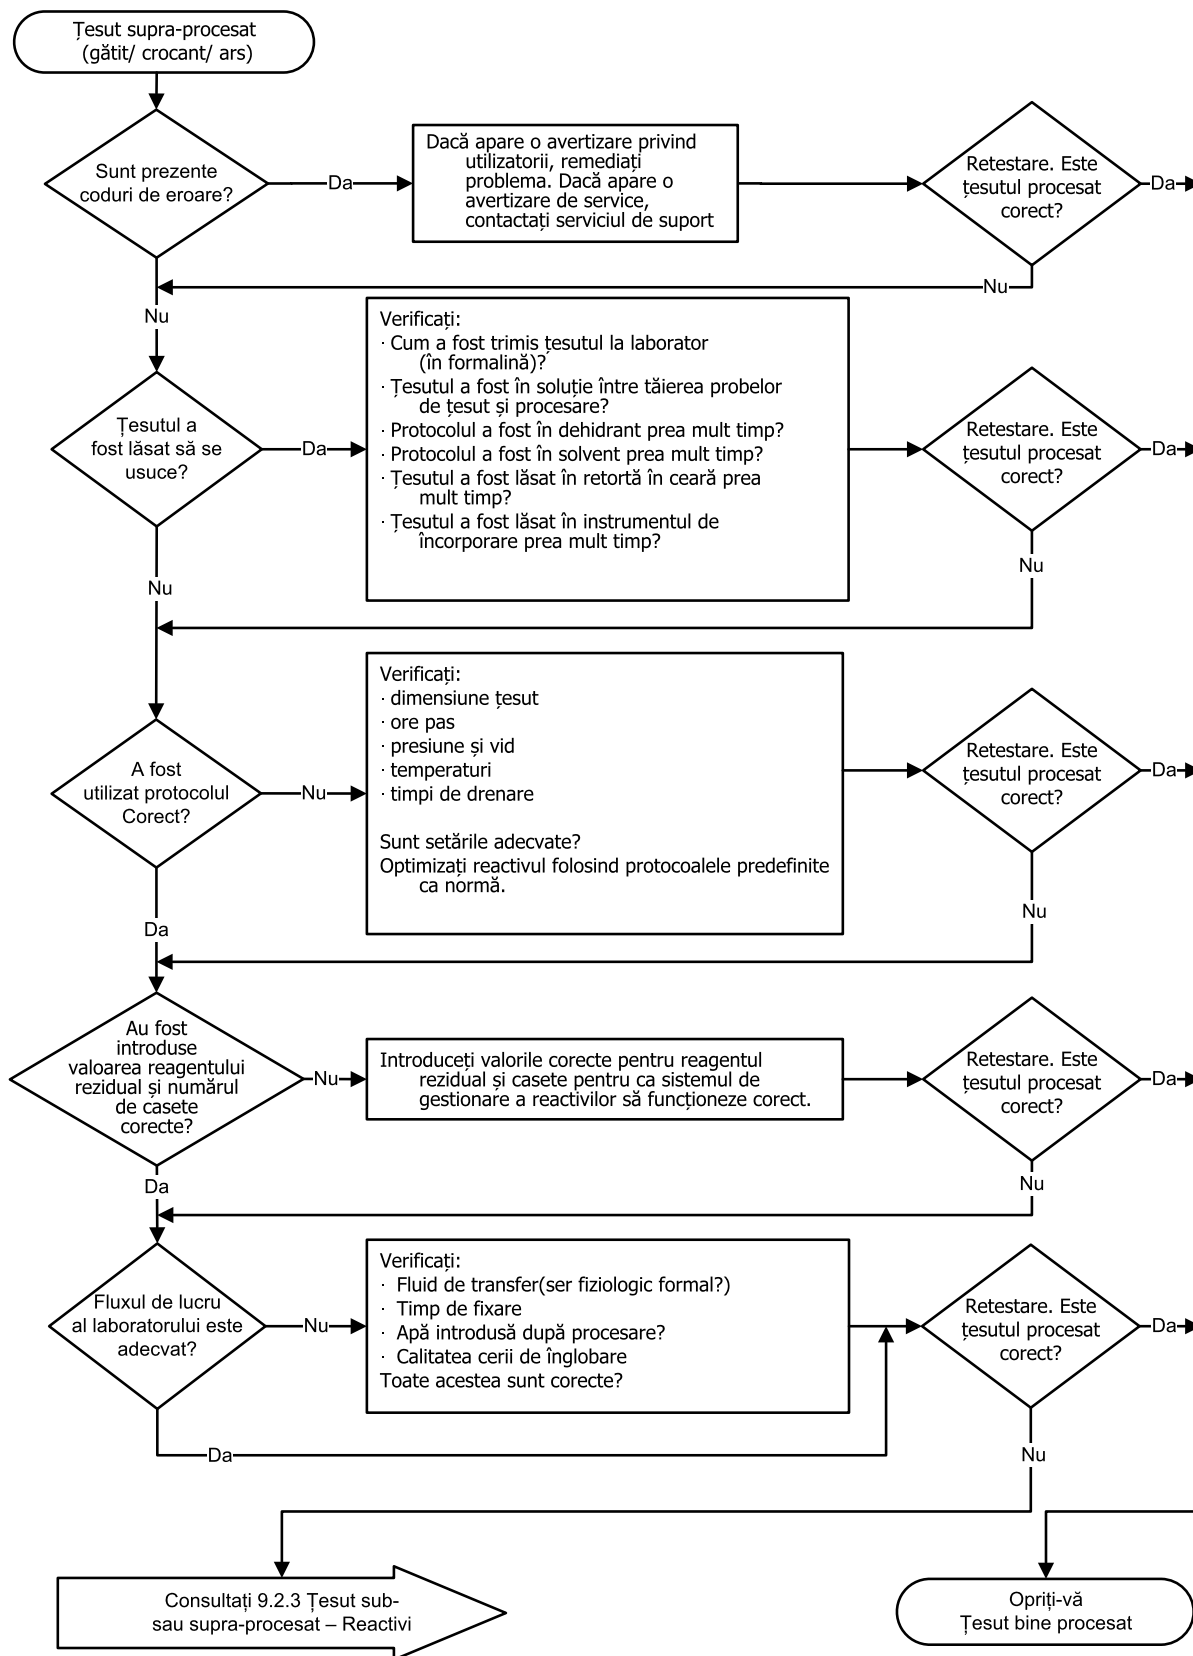 Țesut supra-procesat
(gătit/ crocant/ ars)
Sunt prezente
coduri de eroare?
Da
Dacă apare o avertizare privind
utilizatorii, remediați
problema. Dacă apare o
avertizare de service,
contactați serviciul de suport
Retestare. Este
țesutul procesat
corect?
Da
Nu
Nu
Țesutul a
fost lăsat să se
usuce?
Da
Verificați:
· Cum a fost trimis țesutul la laborator
(în formalină)?
· Țesutul a fost în soluție între tăierea probelor
de țesut și procesare?
· Protocolul a fost în dehidrant prea mult timp?
· Protocolul a fost în solvent prea mult timp?
· Țesutul a fost lăsat în retortă în ceară prea
mult timp?
· Țesutul a fost lăsat în instrumentul de
încorporare prea mult timp?
Retestare. Este
țesutul procesat
corect?
Da
Nu
Nu
A fost
utilizat protocolul
Corect?
Nu
Verificați:
· dimensiune țesut
· ore pas
· presiune și vid
· temperaturi
· timpi de drenare
Sunt setările adecvate?
Optimizați reactivul folosind protocoalele predefinite
ca normă.
Retestare. Este
țesutul procesat
corect?
Da
Nu
Da
Au fost
introduse
valoarea reagentului
rezidual și numărul
de casete
corecte?
Nu
Introduceți valorile corecte pentru reagentul
rezidual și casete pentru ca sistemul de
gestionare a reactivilor să funcționeze corect.
Retestare. Este
țesutul procesat
corect?
Da
Nu
Da
Fluxul de lucru
al laboratorului este
adecvat?
Nu
Verificați:
· Fluid de transfer(ser fiziologic formal?)
· Timp de fixare
· Apă introdusă după procesare?
· Calitatea cerii de înglobare
Toate acestea sunt corecte?
Retestare. Este
țesutul procesat
corect?
Da
Da
Nu
Consultați 9.2.3 Țesut sub-
sau supra-procesat – Reactivi
Opriți-vă
Țesut bine procesat